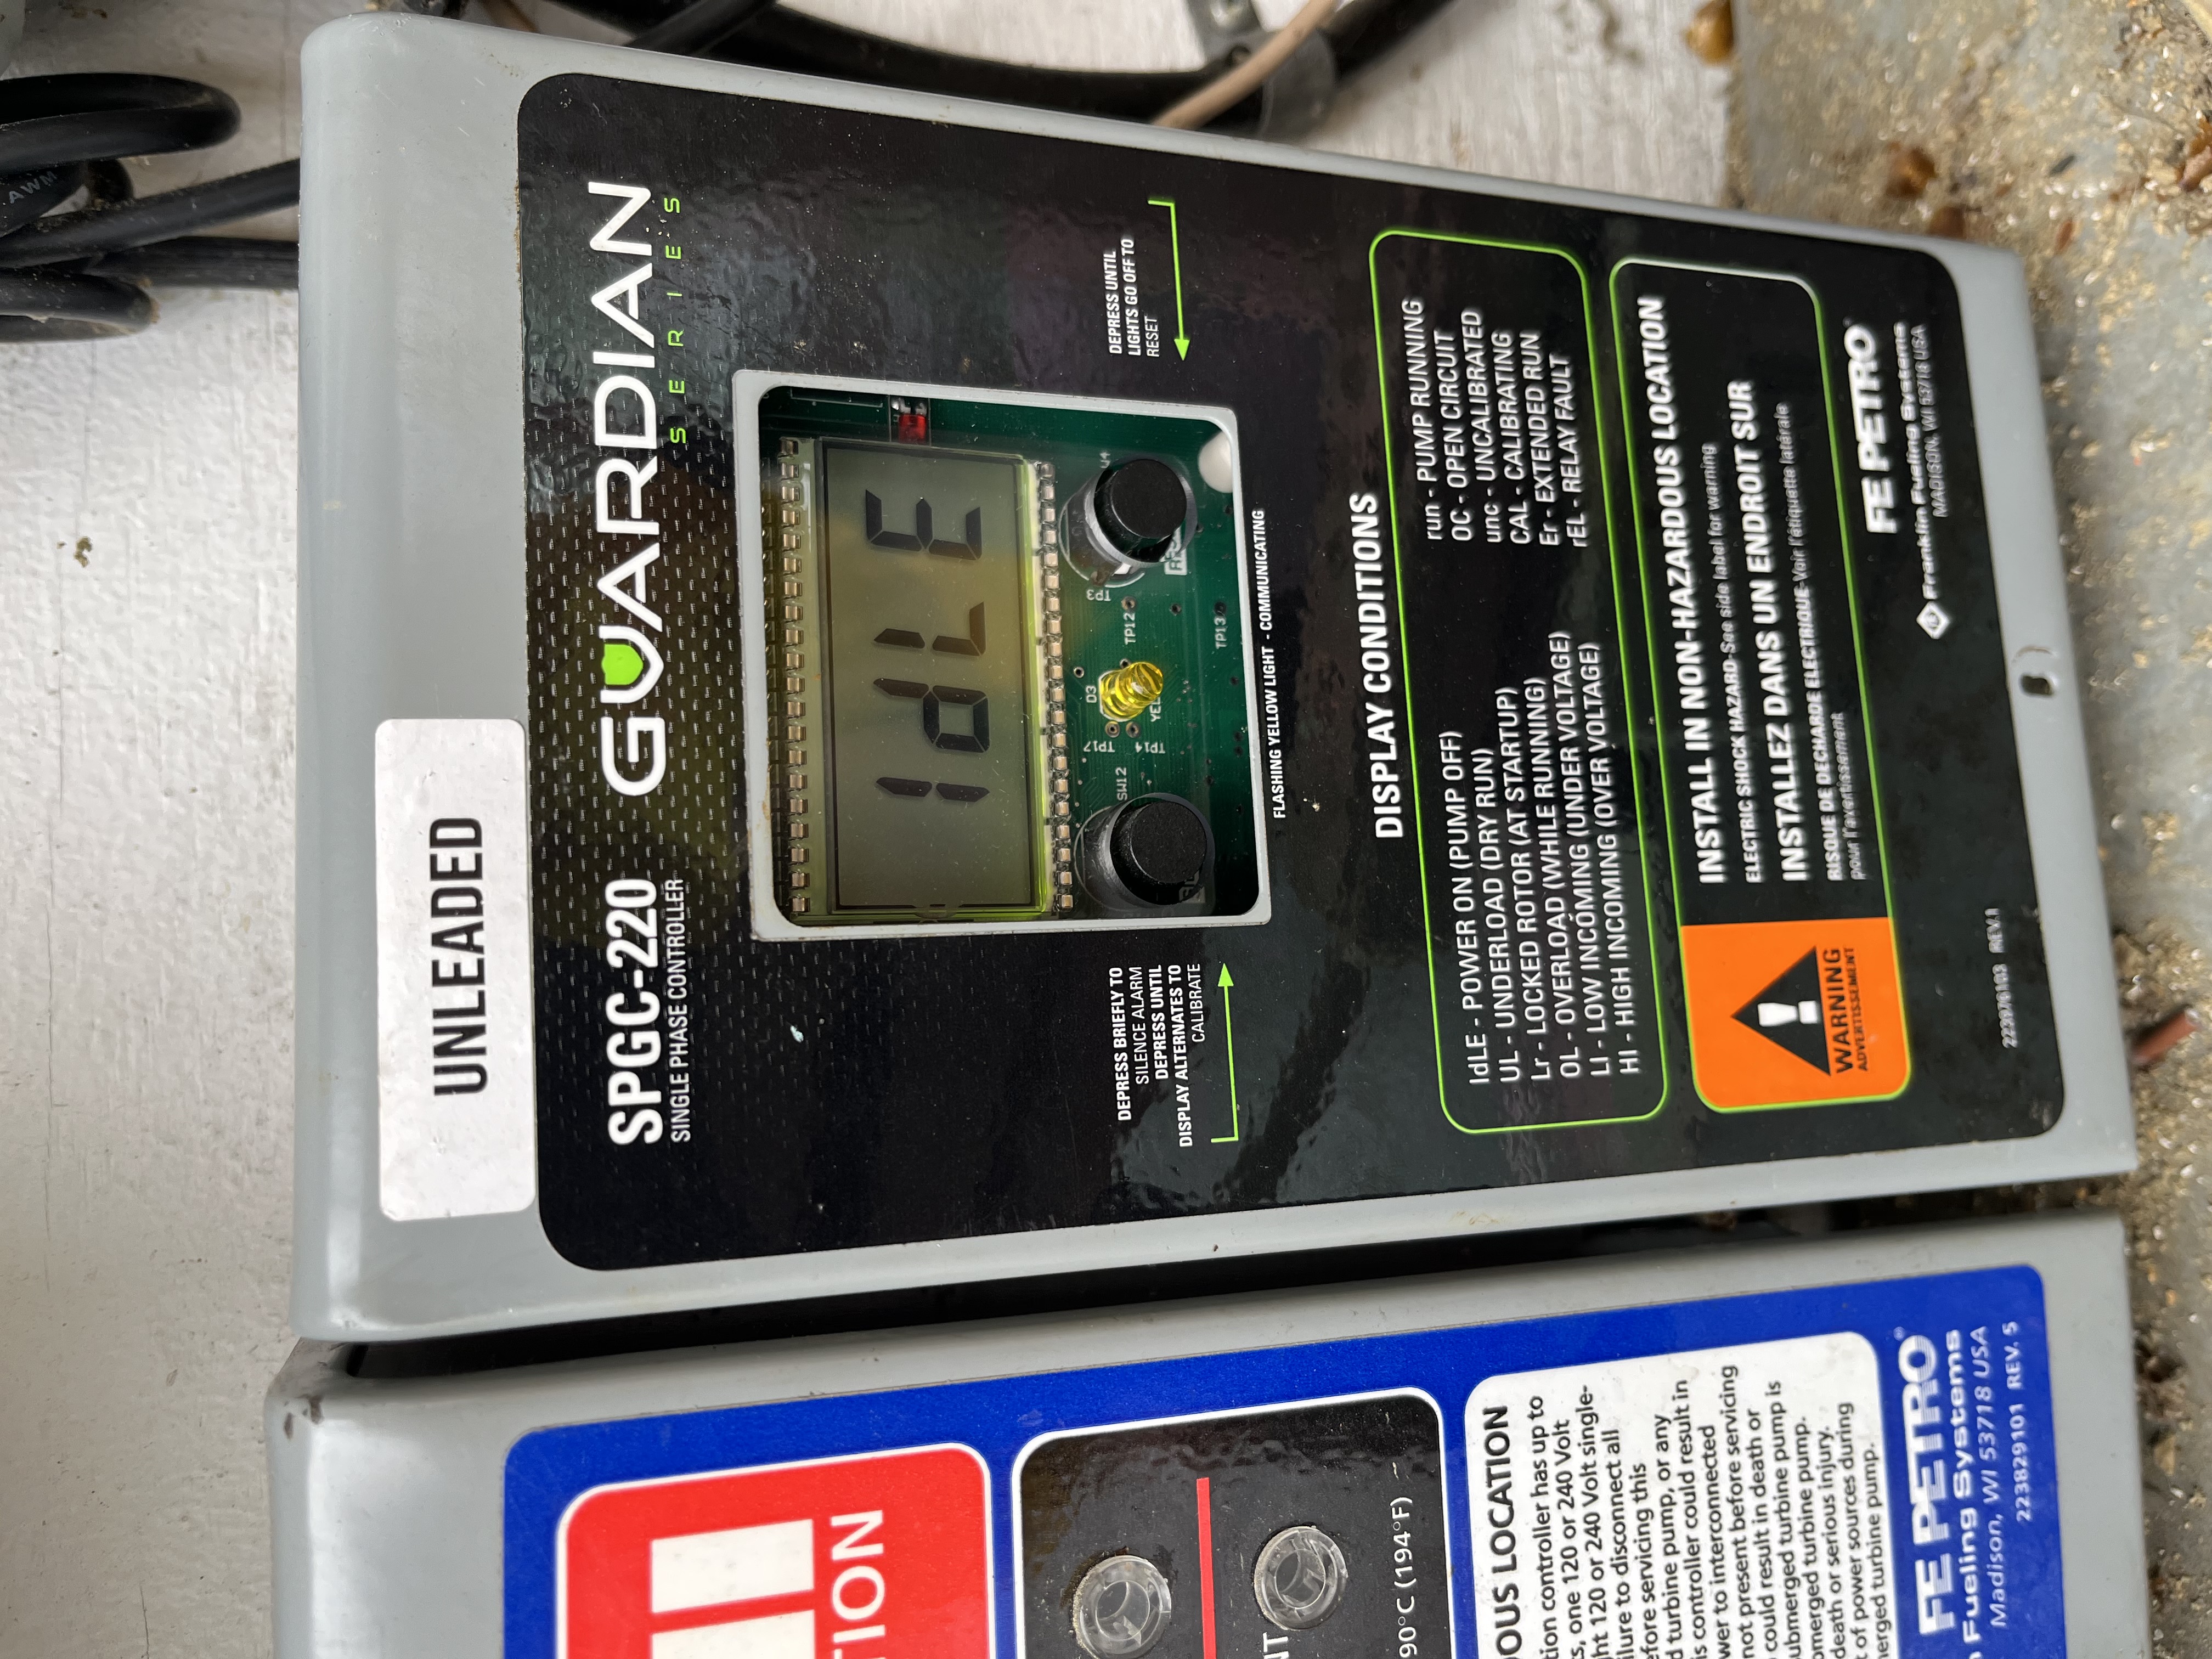 AWM
UNLEADED
SPGC-220
SINGLE PHASE CONTROLLER
GUARDIAN
SERIES
IdLE
DEPRESS BRIEFLY TO
SILENCE ALARM
DEPRESS UNTIL
DISPLAY ALTERNATES TO
CALIBRATE
SW12
TP17
TP14
D3
TP3
TP12
TP13
DEPRESS UNTIL
LIGHTS GO OFF TO
RESET
FLASHING YELLOW LIGHT - COMMUNICATING
DISPLAY CONDITIONS
IdLE - POWER ON (PUMP OFF)
UL - UNDERLOAD (DRY RUN)
Lr - LOCKED ROTOR (AT STARTUP)
OL - OVERLOAD (WHILE RUNNING)
LI - LOW INCOMING (UNDER VOLTAGE)
HI - HIGH INCOMING (OVER VOLTAGE)
run - PUMP RUNNING
OC - OPEN CIRCUIT
unc - UNCALIBRATED
CAL - CALIBRATING
Er - EXTENDED RUN
rEL - RELAY FAULT
WARNING
ADVERTISSEMENT
INSTALL IN NON-HAZARDOUS LOCATION
ELECTRIC SHOCK HAZARD-See side label for warning
INSTALLEZ DANS UN ENDROIT SUR
RISQUE DE DECHARGE ELECTRIQUE-Voir l'étiquette latérale
pour l'avertissement
FE PETRO®
Franklin Fueling Systems
MADISON, WI 53718 USA
223976103 REV.1
TION
NT
90°C (194°F)
OUS LOCATION
tion controller has up to
s, one 120 or 240 Volt
ht 120 or 240 Volt single-
ilure to disconnect all
efore servicing this
d turbine pump, or any
is controller could result in
wer to interconnected
not present before servicing
could result in death or
ubmerged turbine pump is
omerged turbine pump.
death or serious injury.
t of power sources during
merged turbine pump.
FE PETRO®
Fueling Systems
Madison, WI 53718 USA
223829101 REV. 5